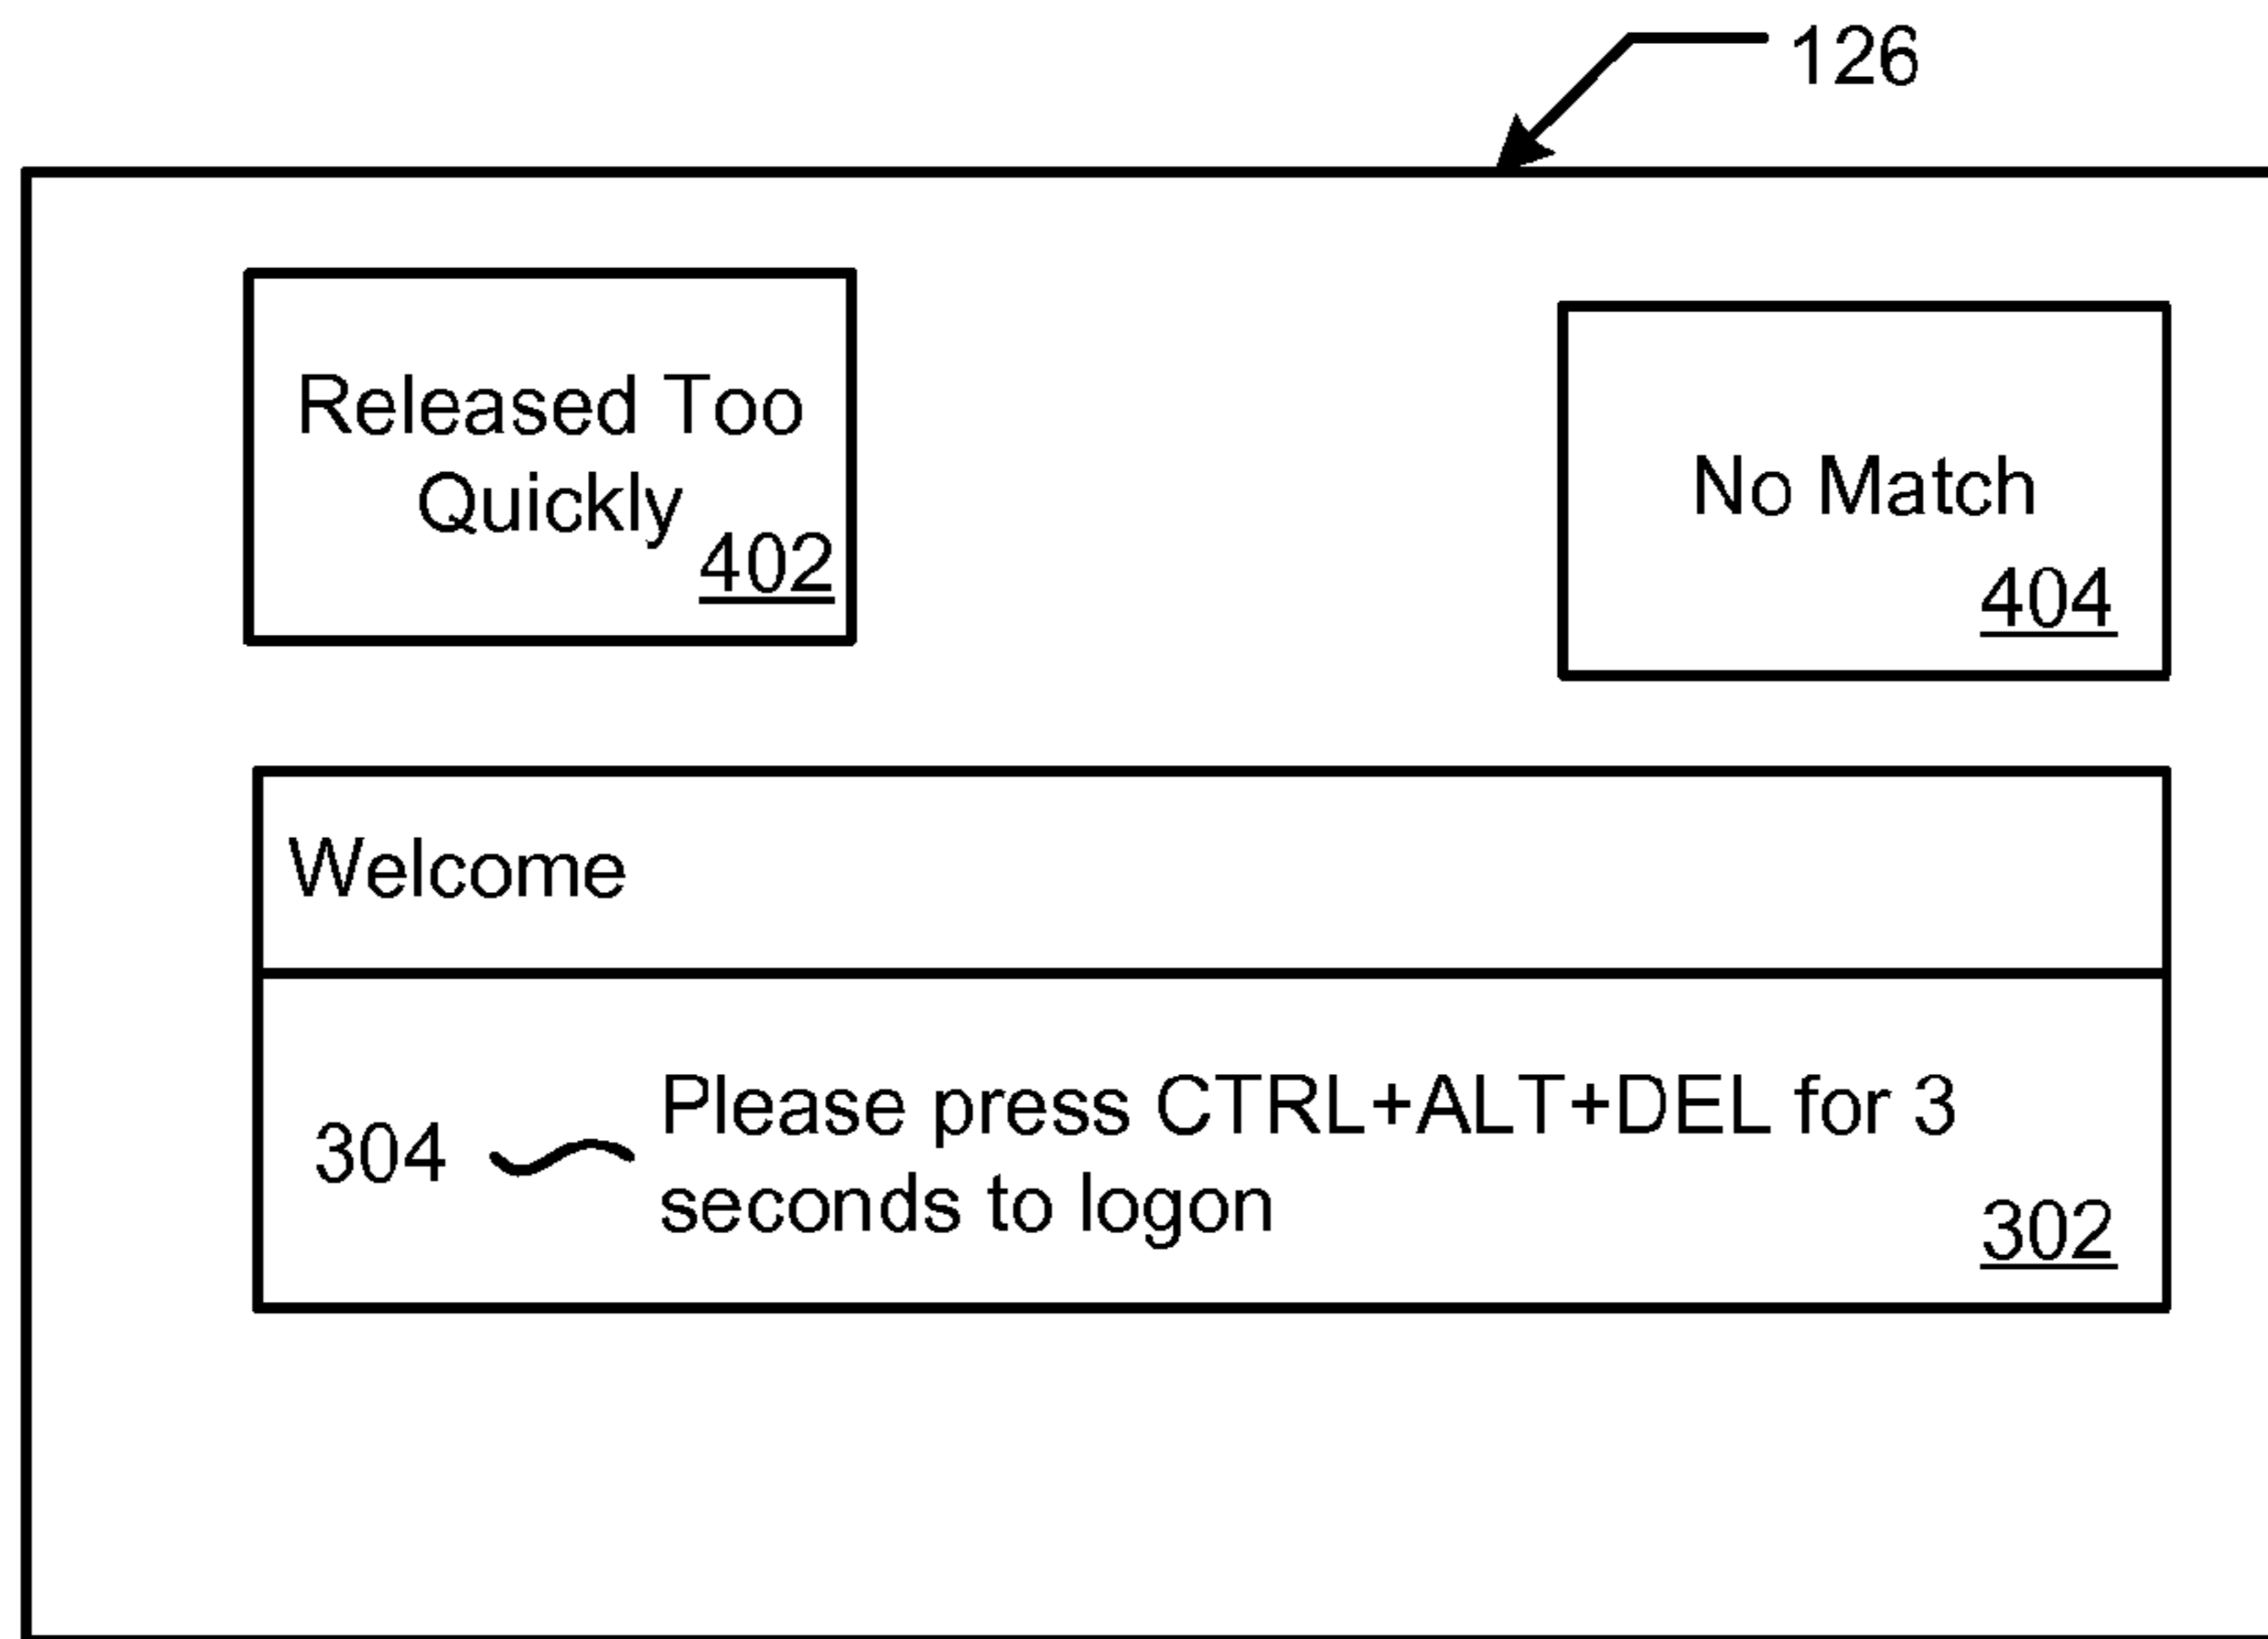 126
Released Too
Quickly
402
No Match
404
Welcome
304
Please press CTRL+ALT+DEL for 3
seconds to logon
302